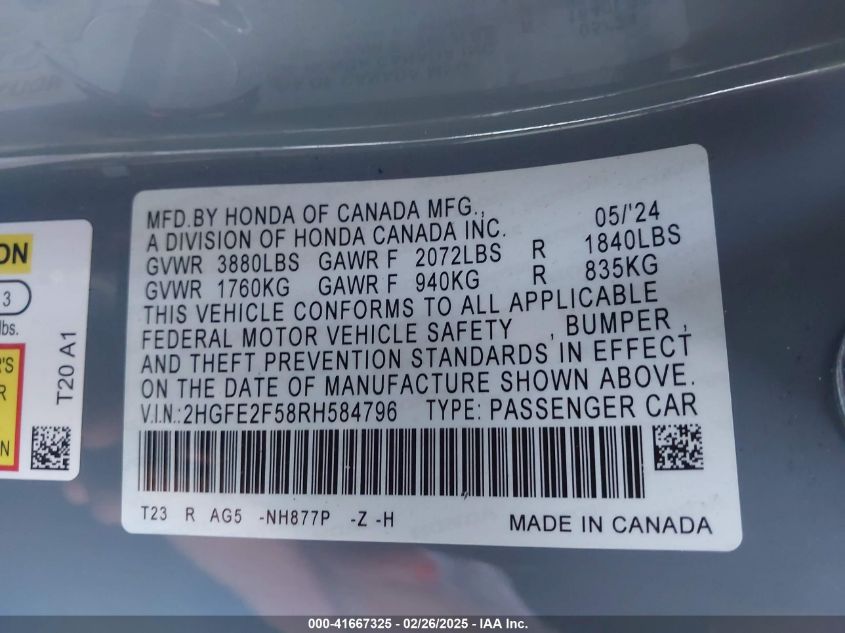 MFD.BY HONDA OF CANADA MFG., 05/'24
A DIVISION OF HONDA CANADA INC.
GVWR 3880LBS GAWR F 2072LBS R 1840LBS
GVWR 1760KG GAWR F 940KG R 835KG
THIS VEHICLE CONFORMS TO ALL APPLICABLE
FEDERAL MOTOR VEHICLE SAFETY , BUMPER ,
AND THEFT PREVENTION STANDARDS IN EFFECT
ON THE DATE OF MANUFACTURE SHOWN ABOVE.
V.I.N.:2HGFE2F58RH584796 TYPE: PASSENGER CAR
T23 R AG5 -NH877P -Z -H MADE IN CANADA
ON
3
lbs.
R'S
R
N
T20 A1
000-41667325 - 02/26/2025 - IAA Inc.